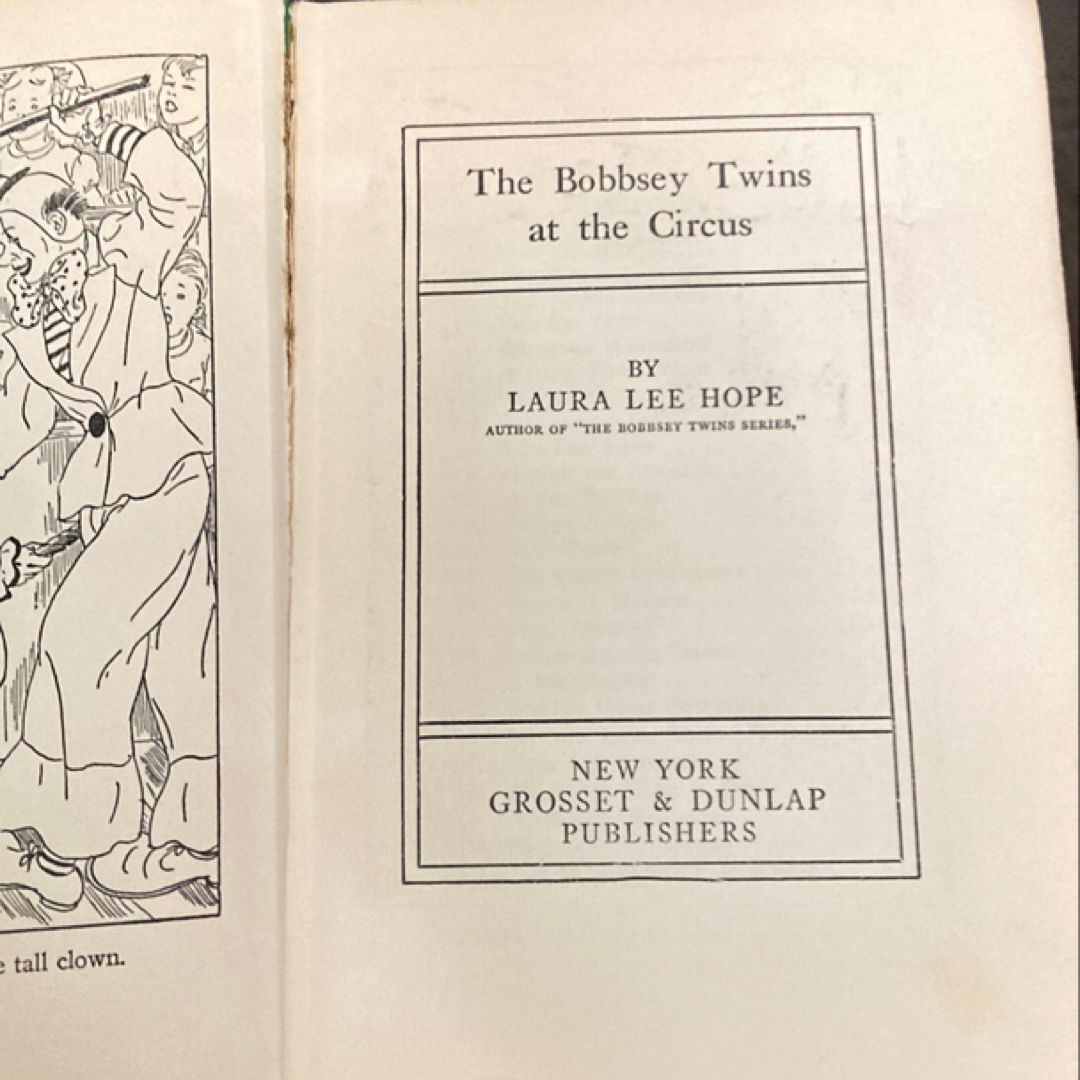 tall clown.
The Bobbsey Twins
at the Circus
BY
LAURA LEE HOPE
AUTHOR OF "THE BOBBSEY TWINS SERIES,"
NEW YORK
GROSSET & DUNLAP
PUBLISHERS